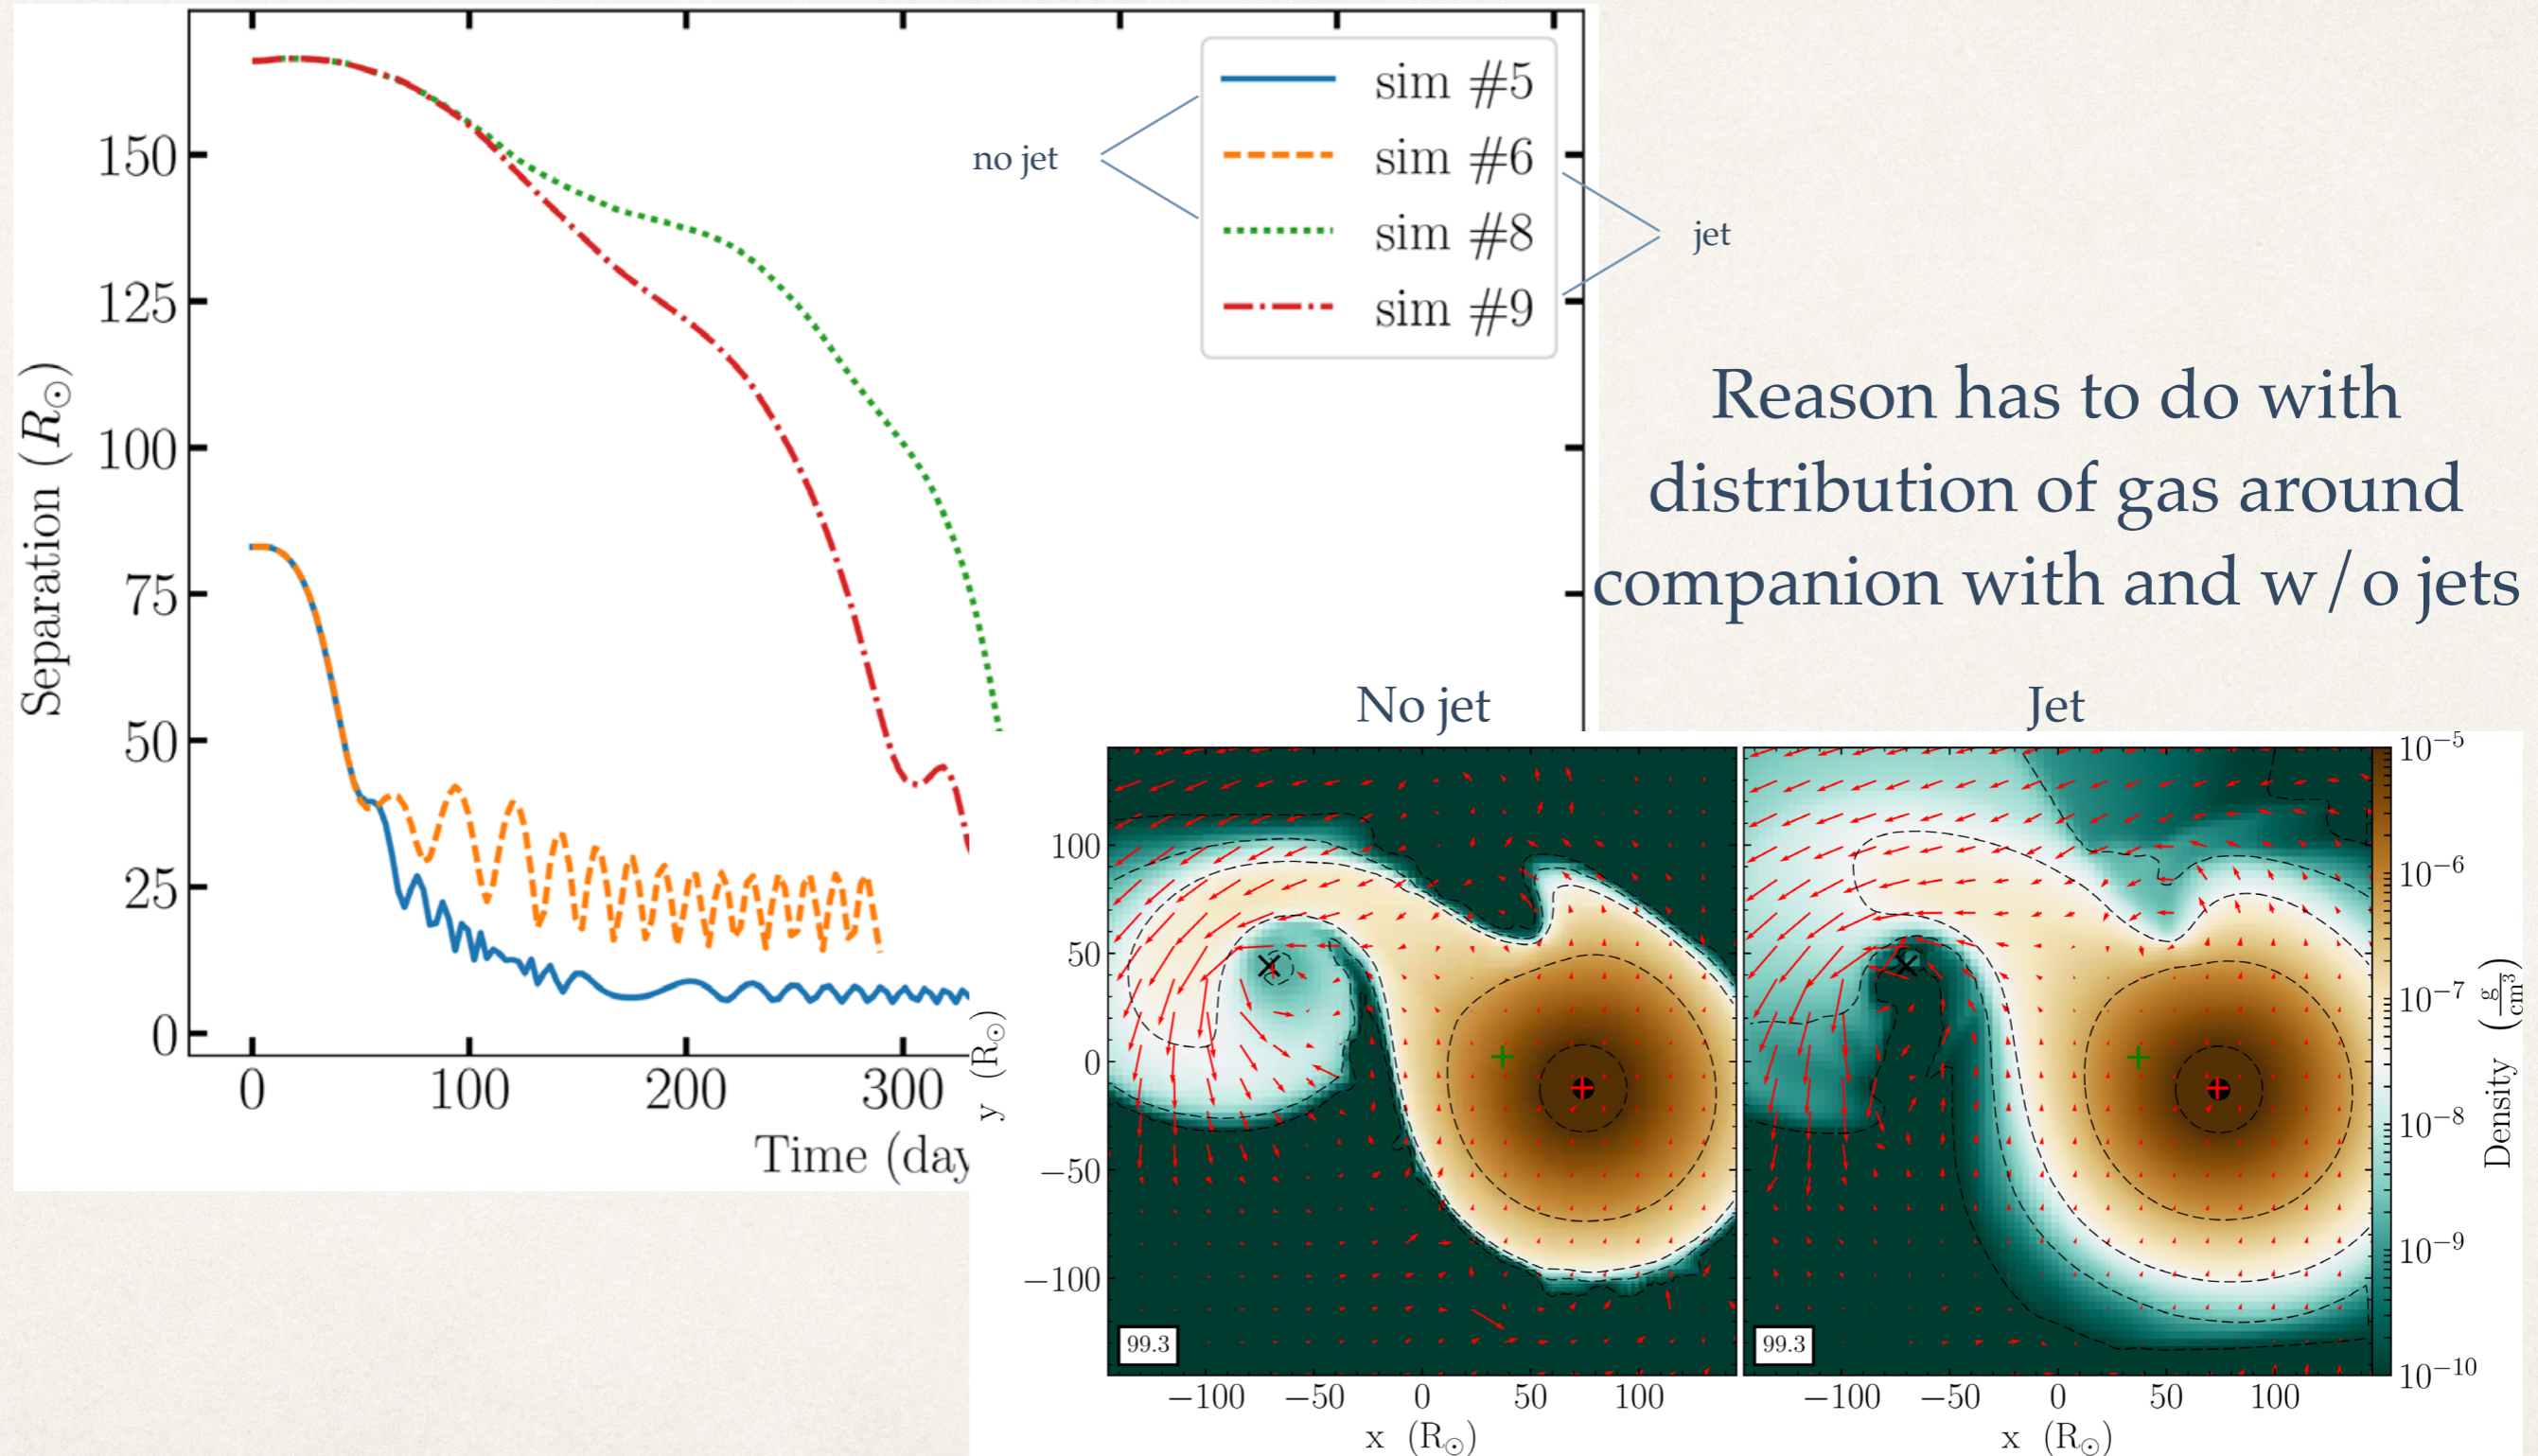 sim #5
sim #6
sim #8
sim #9
no jet
jet
150
125
100
75
50
25
0
Separation (R☉)
0 100 200 300
Time (day
Reason has to do with
distribution of gas around
companion with and w/o jets
No jet
Jet
100
50
0
−50
−100
y (R☉)
99.3
99.3
−100 −50 0 50 100
x (R☉)
−100 −50 0 50 100
x (R☉)
10⁻⁵
10⁻⁶
10⁻⁷
10⁻⁸
10⁻⁹
10⁻¹⁰
Density (g/cm³)